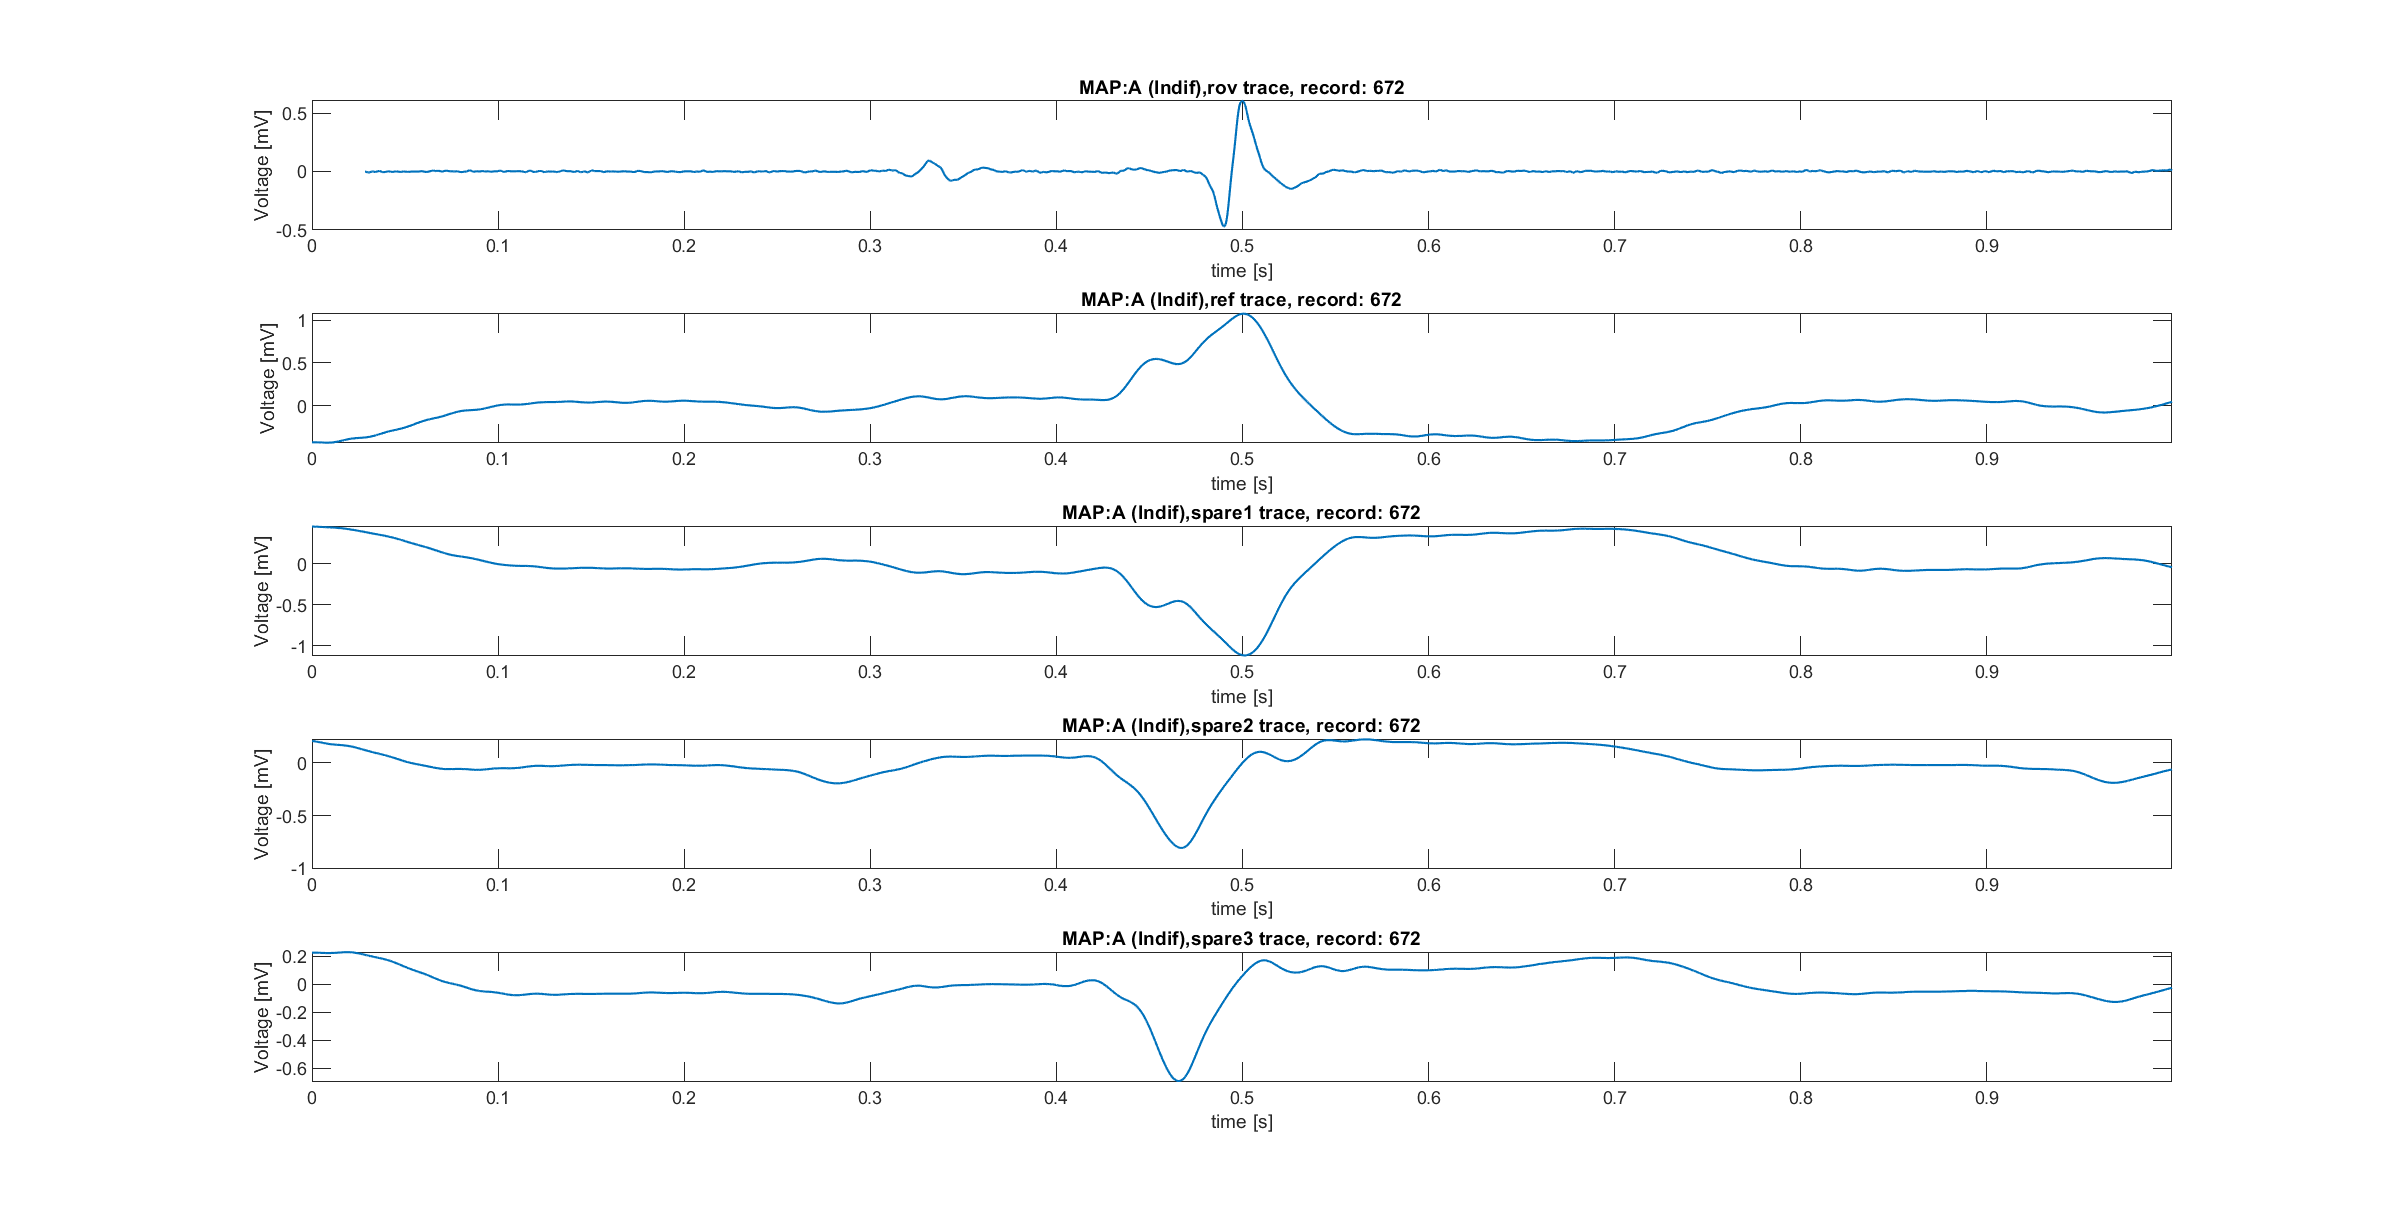 MAP:A (Indif),rov trace, record: 672
Voltage [mV]
0.5
0
-0.5
0 0.1 0.2 0.3 0.4 0.5 0.6 0.7 0.8 0.9
time [s]
MAP:A (Indif),ref trace, record: 672
Voltage [mV]
1
0.5
0
0 0.1 0.2 0.3 0.4 0.5 0.6 0.7 0.8 0.9
time [s]
MAP:A (Indif),spare1 trace, record: 672
Voltage [mV]
0
-0.5
-1
0 0.1 0.2 0.3 0.4 0.5 0.6 0.7 0.8 0.9
time [s]
MAP:A (Indif),spare2 trace, record: 672
Voltage [mV]
0
-0.5
-1
0 0.1 0.2 0.3 0.4 0.5 0.6 0.7 0.8 0.9
time [s]
MAP:A (Indif),spare3 trace, record: 672
Voltage [mV]
0.2
0
-0.2
-0.4
-0.6
0 0.1 0.2 0.3 0.4 0.5 0.6 0.7 0.8 0.9
time [s]